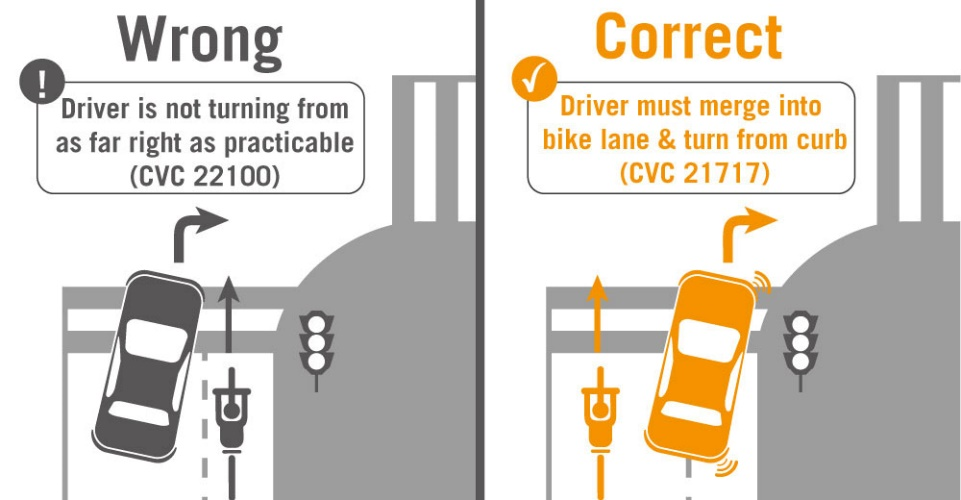 Wrong
!
Driver is not turning from
as far right as practicable
(CVC 22100)
Correct
Driver must merge into
bike lane & turn from curb
(CVC 21717)